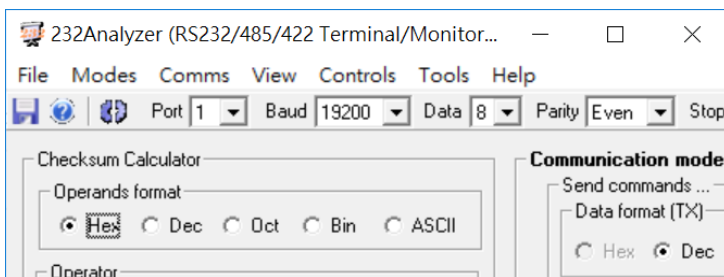 232Analyzer (RS232/485/422 Terminal/Monitor...
File Modes Comms View Controls Tools Help
Port 1 Baud 19200 Data 8 Parity Even Stop
Checksum Calculator
Communication mode
Operands format
Send commands ...
Data format (TX)
Hex Dec Oct Bin ASCII
Hex Dec
Operator